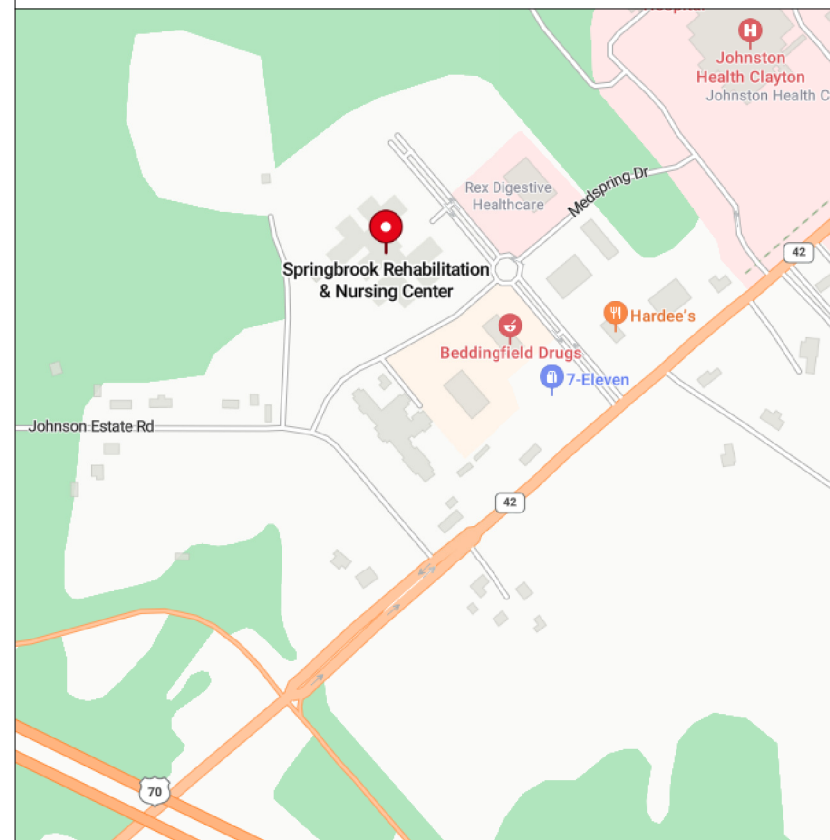 H
Johnston
Health Clayton
Johnston Health C
Rex Digestive
Healthcare
Medspring Dr
42
Springbrook Rehabilitation
& Nursing Center
Hardee's
Beddingfield Drugs
7-Eleven
Johnson Estate Rd
42
70